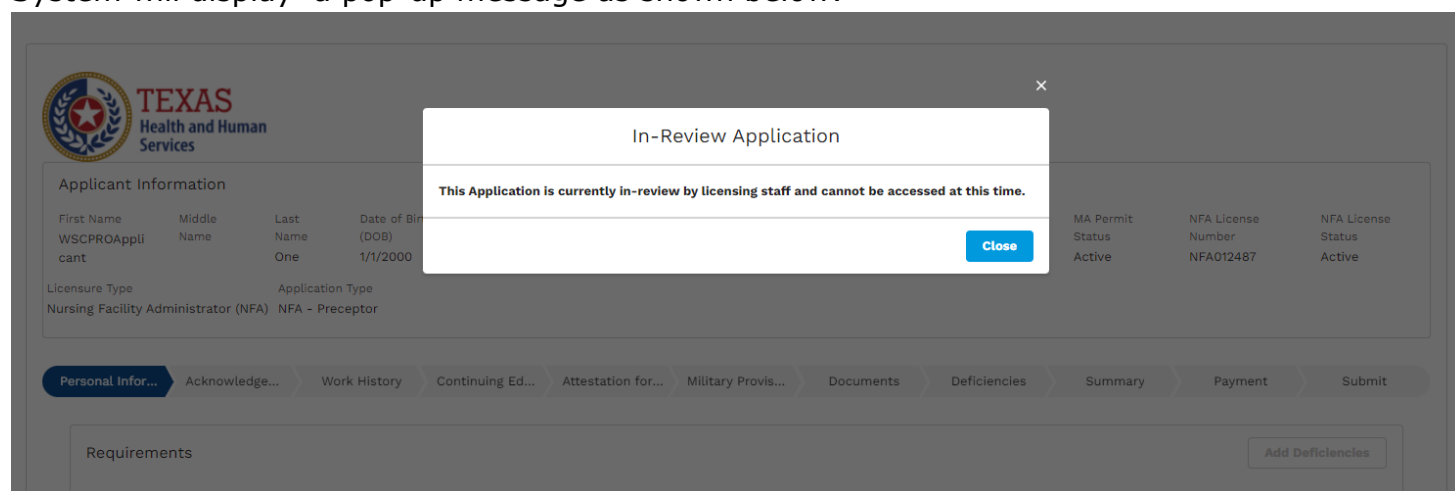 System will display a pop-up message as shown below.
TEXAS
Health and Human
Services
×
In-Review Application
This Application is currently in-review by licensing staff and cannot be accessed at this time.
Close
Applicant Information
First Name
WSCPROAppli
cant
Middle
Name
Last
Name
One
Date of Bir
(DOB)
1/1/2000
MA Permit
Status
Active
NFA License
Number
NFA012487
NFA License
Status
Active
Licensure Type
Nursing Facility Administrator (NFA)
Application Type
NFA - Preceptor
Personal Infor... Acknowledge... Work History Continuing Ed... Attestation for... Military Provis... Documents Deficiencies Summary Payment Submit
Requirements
Add Deficiencies